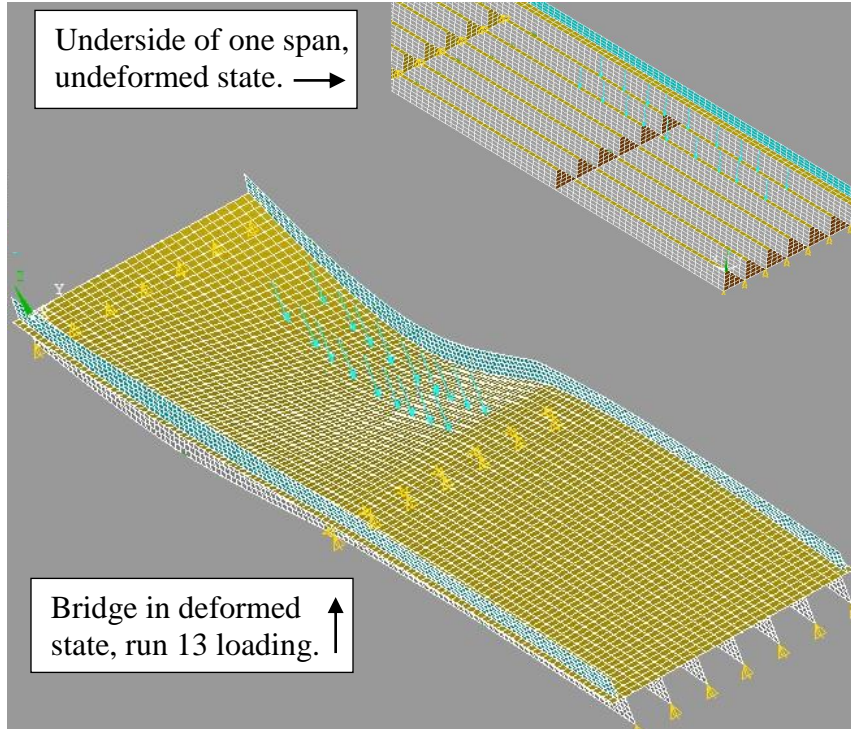 Underside of one span,
undeformed state.
Y
Z
Bridge in deformed
state, run 13 loading.